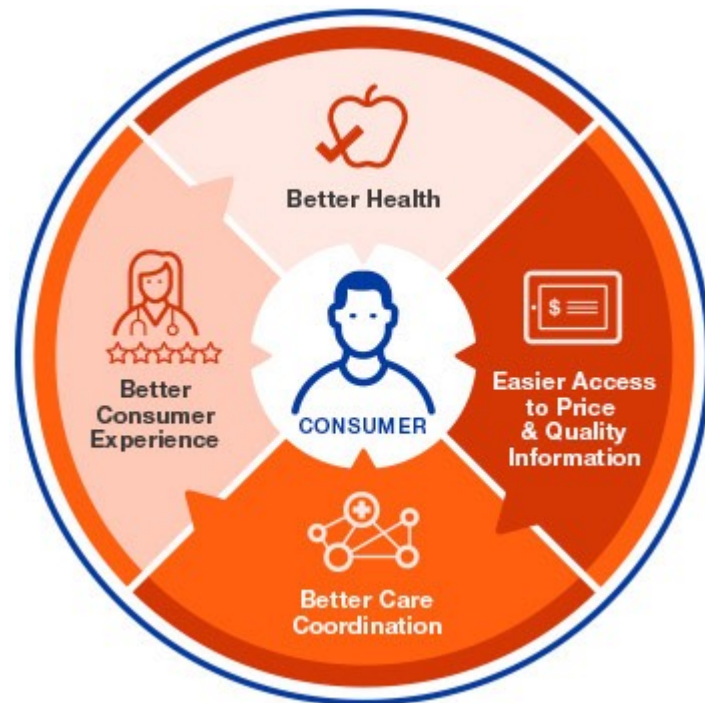 Better Health
Easier Access
to Price
& Quality
Information
Better Care
Coordination
Better
Consumer
Experience
CONSUMER
$